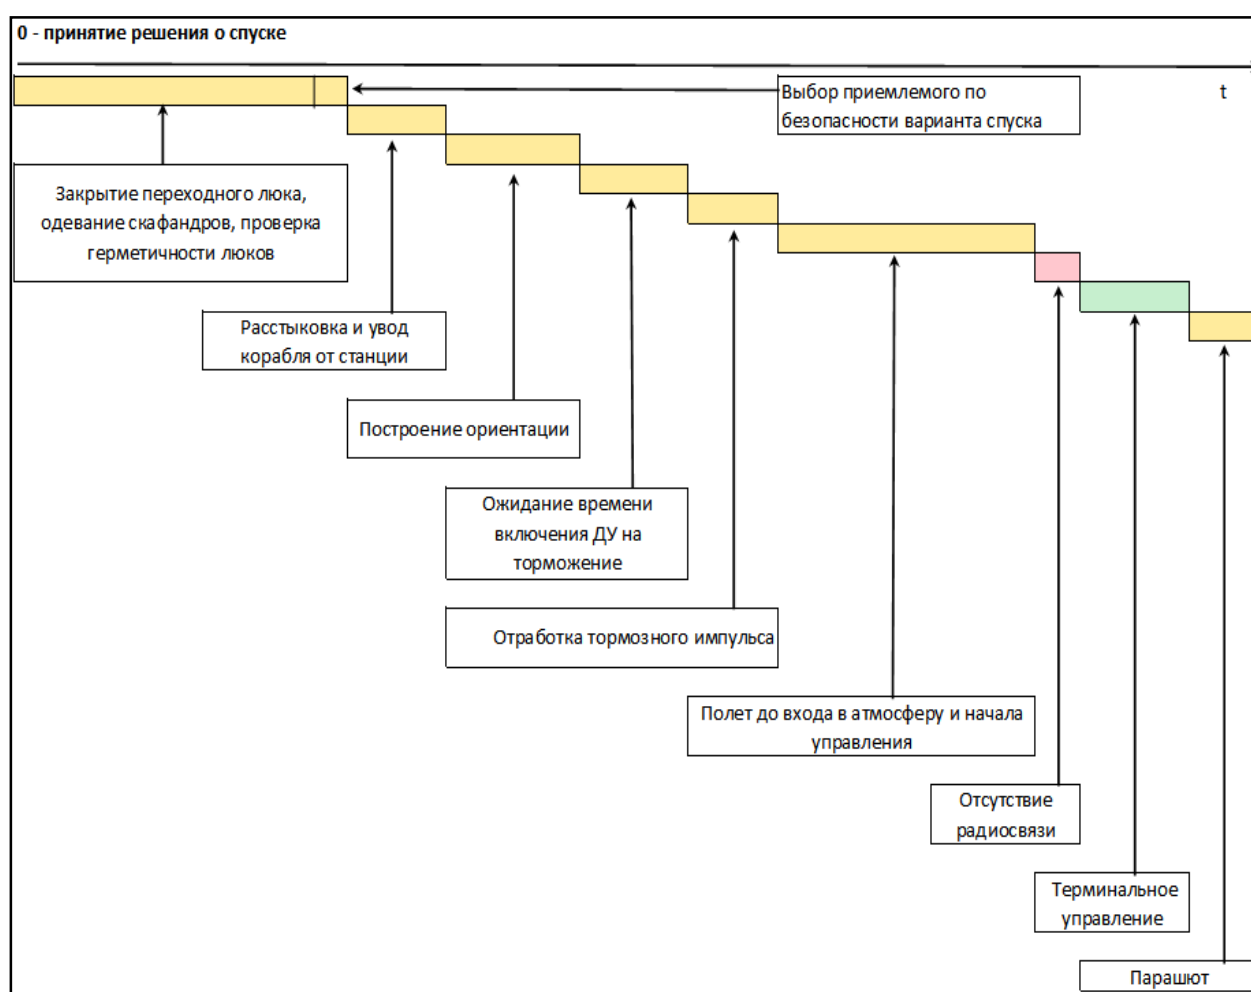 0 - принятие решения о спуске
Выбор приемлемого по
безопасности варианта спуска
t
Закрытие переходного люка,
одевание скафандров, проверка
герметичности люков
Расстыковка и увод
корабля от станции
Построение ориентации
Ожидание времени
включения ДУ на
торможение
Отработка тормозного импульса
Полет до входа в атмосферу и начала
управления
Отсутствие
радиосвязи
Терминальное
управление
Парашют